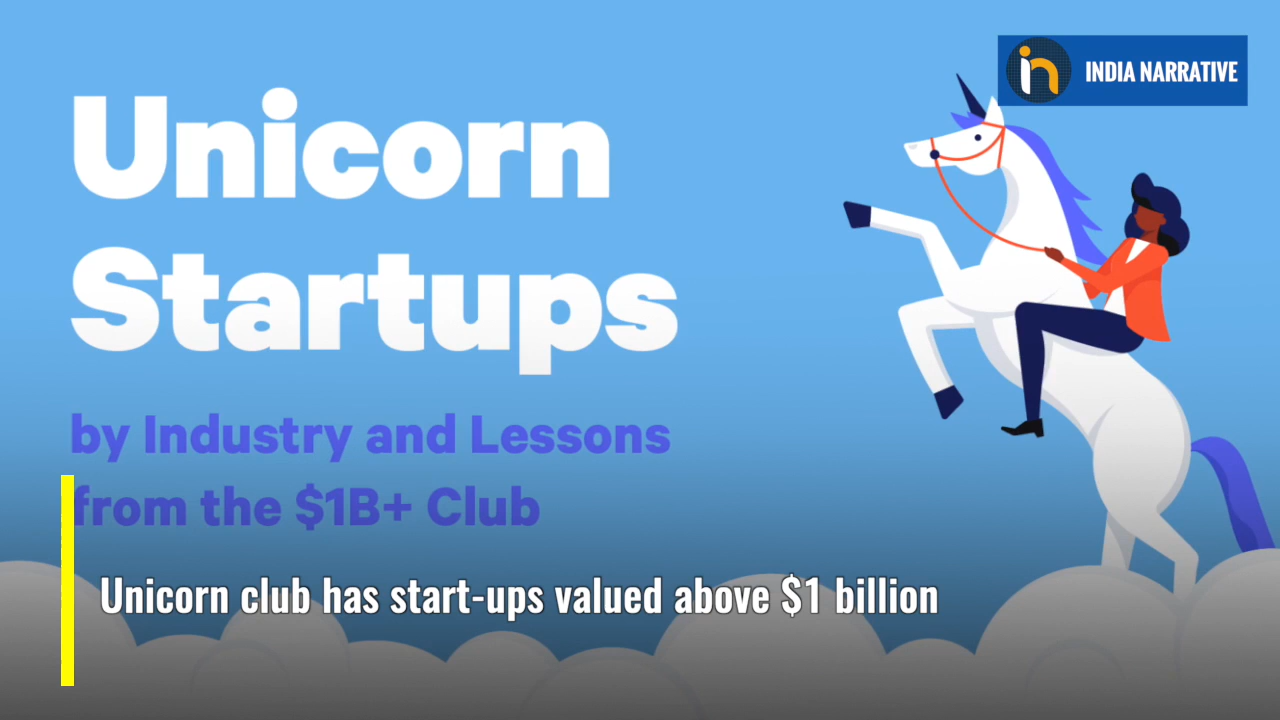 in INDIA NARRATIVE
Unicorn
Startups
by Industry and Lessons
from the $1B+ Club
Unicorn club has start-ups valued above $1 billion